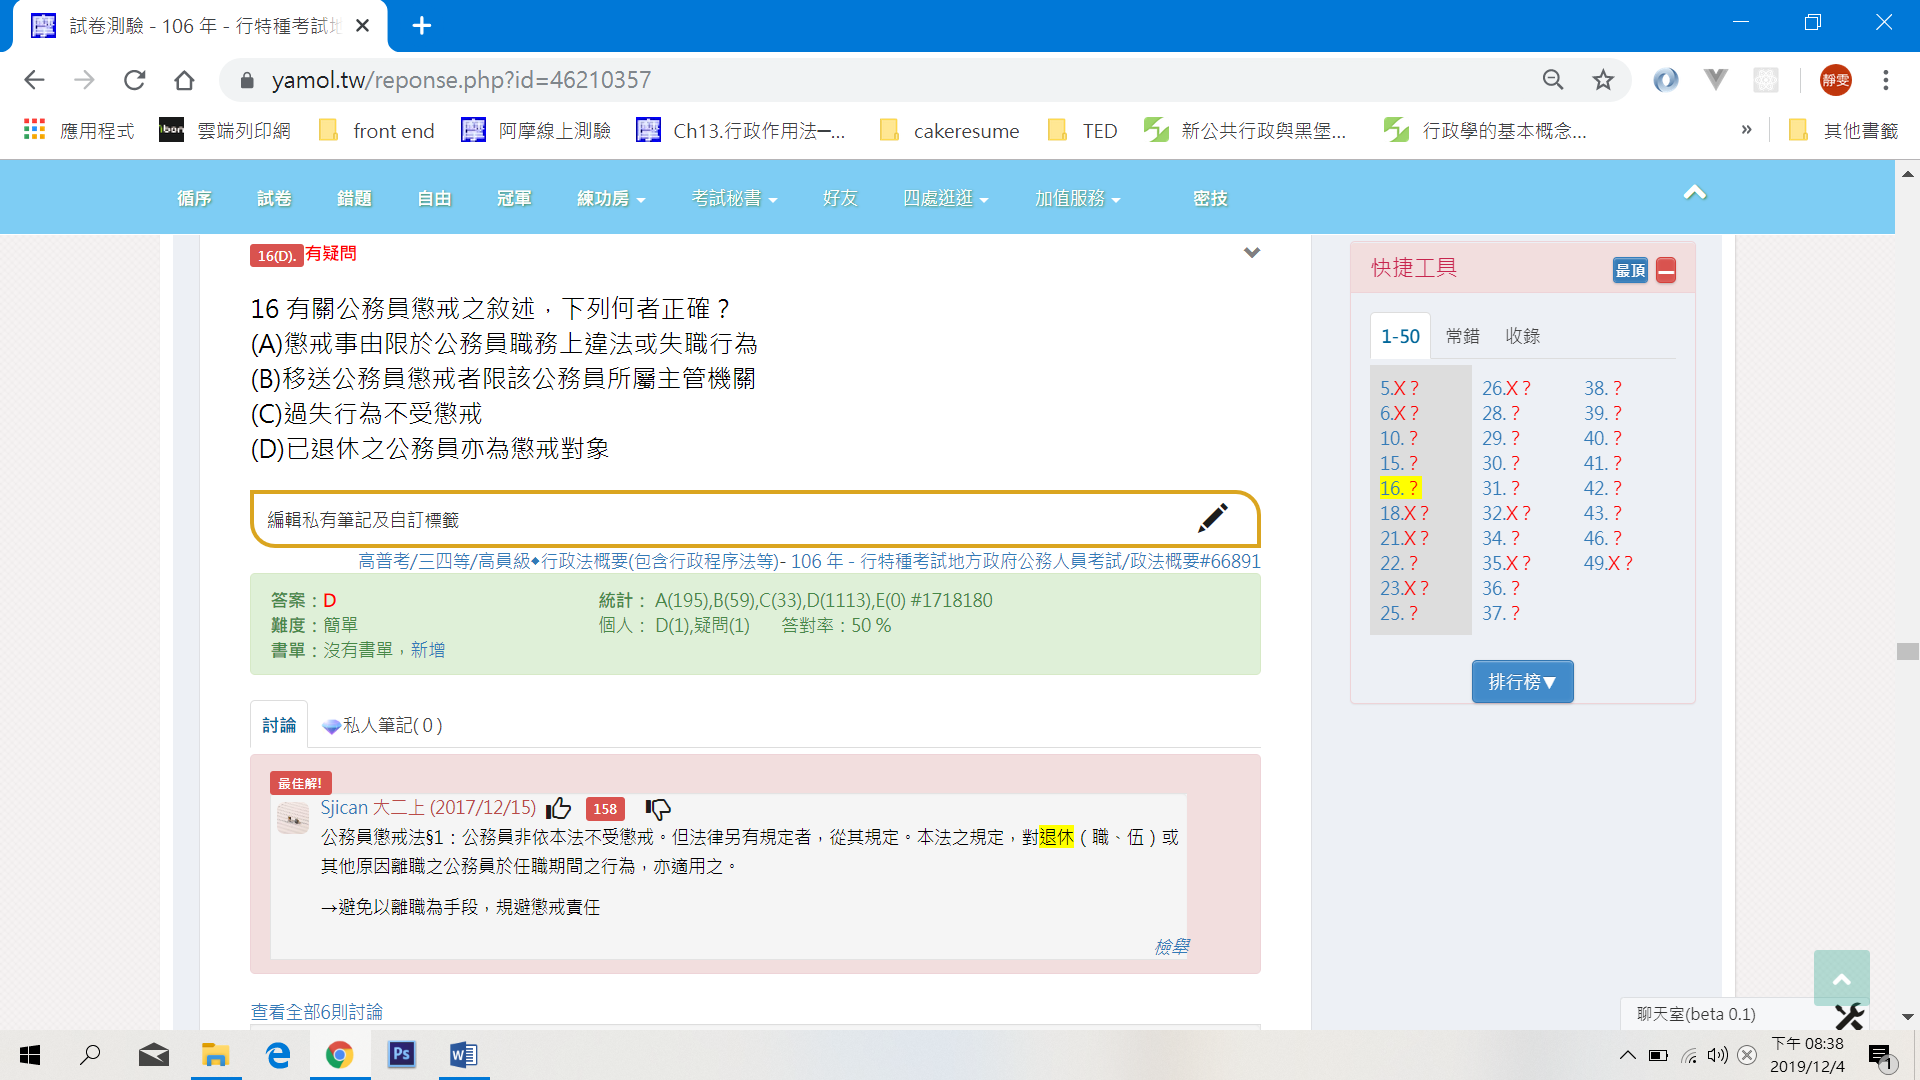 試卷測驗 - 106 年 - 行特種考試地
yamol.tw/reponse.php?id=46210357
靜雯
應用程式 ibon 雲端列印網 front end 摩 阿摩線上測驗 摩 Ch13.行政作用法─... cakeresume TED 新公共行政與黑堡... 行政學的基本概念... » 其他書籤
循序 試卷 錯題 自由 冠軍 練功房 考試秘書 好友 四處逛逛 加值服務 密技
16(D). 有疑問
16 有關公務員懲戒之敘述，下列何者正確？
(A)懲戒事由限於公務員職務上違法或失職行為
(B)移送公務員懲戒者限該公務員所屬主管機關
(C)過失行為不受懲戒
(D)已退休之公務員亦為懲戒對象
編輯私有筆記及自訂標籤
高普考/三四等/高員級◆行政法概要(包含行政程序法等)- 106 年 - 行特種考試地方政府公務人員考試/政法概要#66891
答案：D 統計： A(195),B(59),C(33),D(1113),E(0) #1718180
難度：簡單 個人： D(1),疑問(1) 答對率：50 %
書單：沒有書單，新增
討論 私人筆記( 0 )
最佳解!
Sjican 大二上 (2017/12/15) 158
公務員懲戒法§1：公務員非依本法不受懲戒。但法律另有規定者，從其規定。本法之規定，對退休（職、伍）或
其他原因離職之公務員於任職期間之行為，亦適用之。
→避免以離職為手段，規避懲戒責任
檢舉
查看全部6則討論
快捷工具 最頂
1-50 常錯 收錄
5.X ? 26.X ? 38. ?
6.X ? 28. ? 39. ?
10. ? 29. ? 40. ?
15. ? 30. ? 41. ?
16. ? 31. ? 42. ?
18.X ? 32.X ? 43. ?
21.X ? 34. ? 46. ?
22. ? 35.X ? 49.X ?
23.X ? 36. ?
25. ? 37. ?
排行榜▼
聊天室(beta 0.1)
Ps
下午 08:38
2019/12/4
1